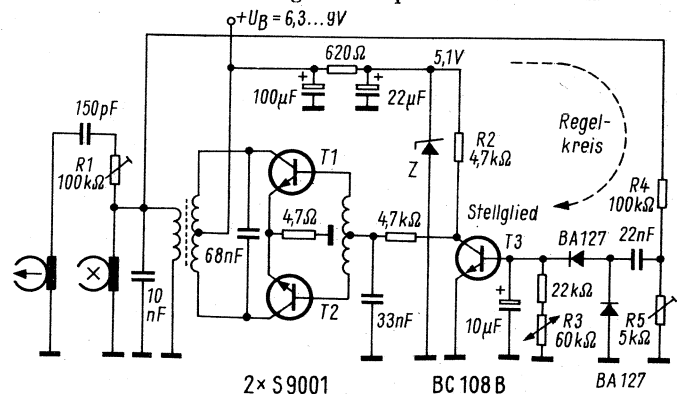 +U_B = 6,3...9V
620Ω
5,1V
+
100µF
+
22µF
150pF
R1
100kΩ
T1
Z
R2
4,7kΩ
Regel-
kreis
R4
100kΩ
4,7Ω
4,7kΩ
Stellglied
T3
BA127
22nF
68nF
10
nF
T2
33nF
+
10µF
22kΩ
R3
60kΩ
R5
5kΩ
BA127
2× S9001
BC 108 B